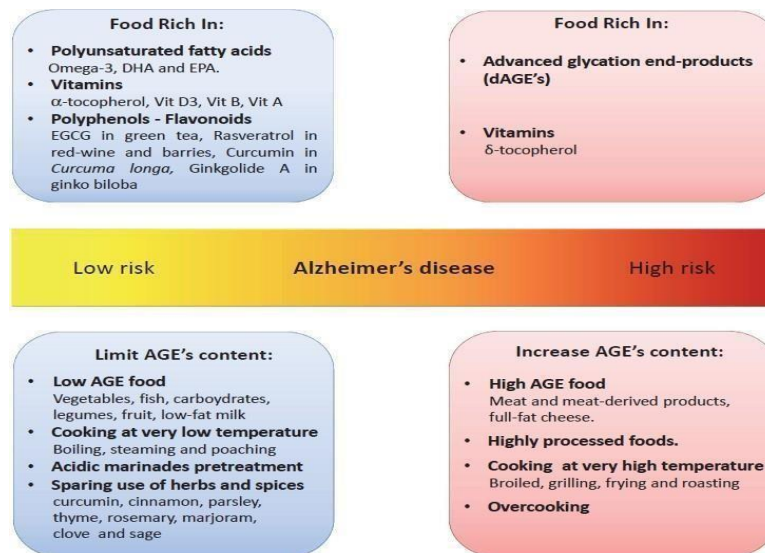 Food Rich In:
• Polyunsaturated fatty acids
Omega-3, DHA and EPA.
• Vitamins
α-tocopherol, Vit D3, Vit B, Vit A
• Polyphenols - Flavonoids
EGCG in green tea, Rasveratrol in
red-wine and barries, Curcumin in
Curcuma longa, Ginkgolide A in
ginko biloba
Food Rich In:
• Advanced glycation end-products
(dAGE’s)
• Vitamins
δ-tocopherol
Low risk
Alzheimer’s disease
High risk
Limit AGE’s content:
• Low AGE food
Vegetables, fish, carboydrates,
legumes, fruit, low-fat milk
• Cooking at very low temperature
Boiling, steaming and poaching
• Acidic marinades pretreatment
• Sparing use of herbs and spices
curcumin, cinnamon, parsley,
thyme, rosemary, marjoram,
clove and sage
Increase AGE’s content:
• High AGE food
Meat and meat-derived products,
full-fat cheese.
• Highly processed foods.
• Cooking at very high temperature
Broiled, grilling, frying and roasting
• Overcooking